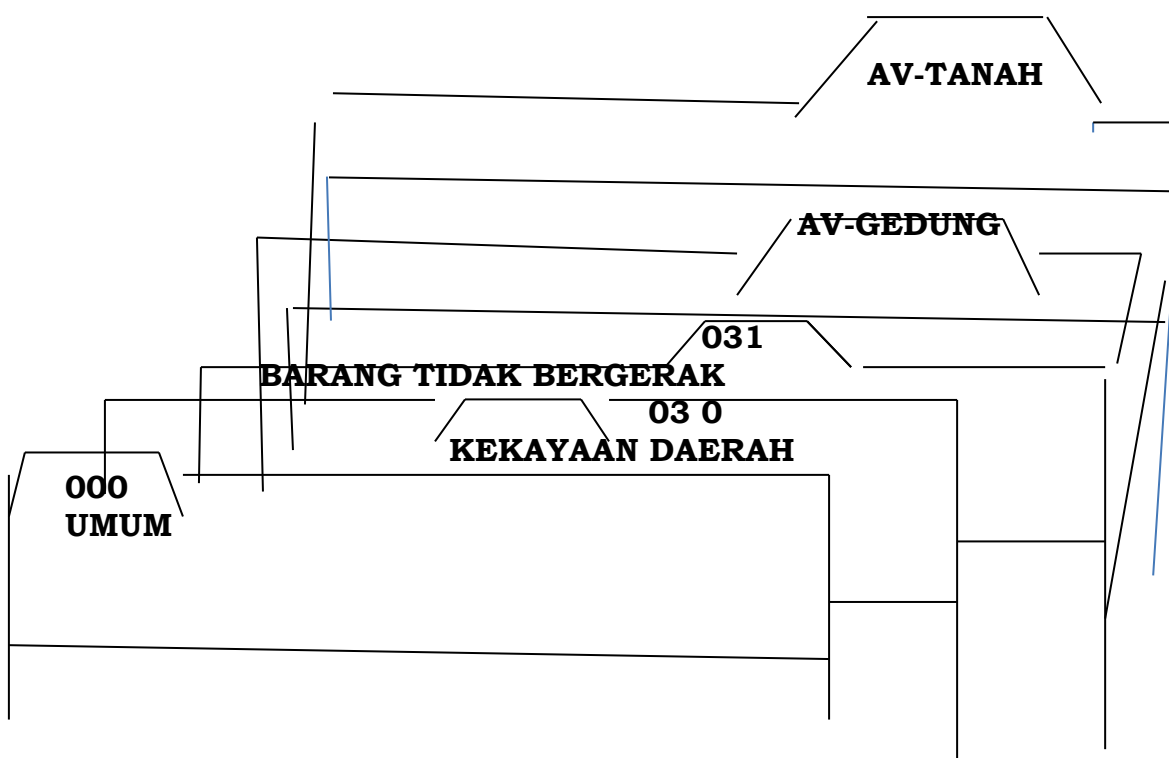 AV-TANAH
AV-GEDUNG
031
BARANG TIDAK BERGERAK
03 0
KEKAYAAN DAERAH
000
UMUM